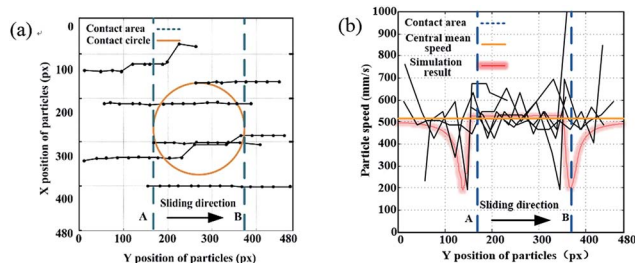 (a)
Contact area
Contact circle
X position of particles (px)
0
100
200
300
400
480
A
Sliding direction
B
0
100
200
300
400
480
Y position of particles (px)
(b)
Contact area
Central mean
speed
Simulation
result
Particle speed (mm/s)
1000
900
800
700
600
500
400
300
200
100
0
A
Sliding direction
B
0
100
200
300
400
480
Y position of particles (px)